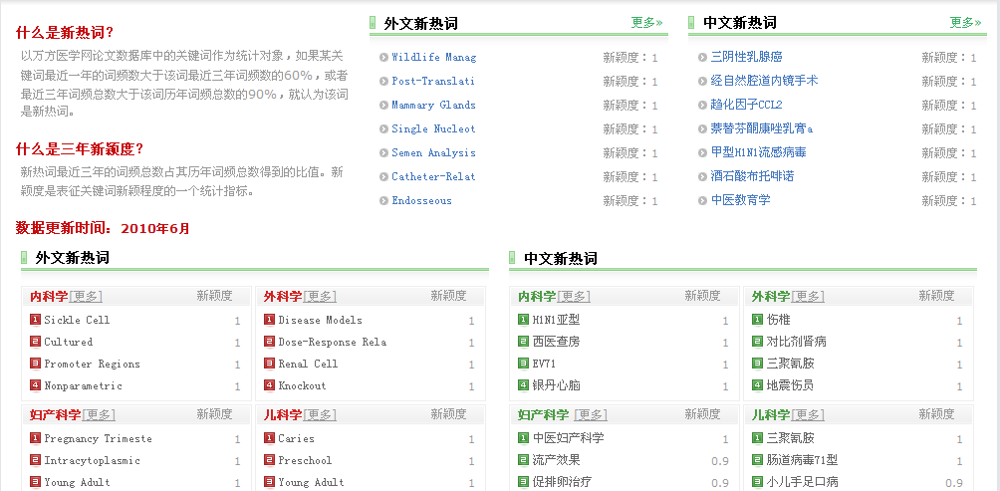 什么是新热词？
以万方医学网论文数据库中的关键词作为统计对象，如果某关
键词最近一年的词频数大于该词最近三年词频数的60%，或者
最近三年词频总数大于该词历年词频总数的90%，就认为该词
是新热词。
什么是三年新颖度？
新热词最近三年的词频总数占其历年词频总数得到的比值。新
颖度是表征关键词新颖程度的一个统计指标。
数据更新时间：2010年6月
外文新热词 更多»
Wildlife Manag 新颖度：1
Post-Translati 新颖度：1
Mammary Glands 新颖度：1
Single Nucleot 新颖度：1
Semen Analysis 新颖度：1
Catheter-Relat 新颖度：1
Endosseous 新颖度：1
中文新热词 更多»
三阴性乳腺癌 新颖度：1
经自然腔道内镜手术 新颖度：1
趋化因子CCL2 新颖度：1
萘替芬酮康唑乳膏a 新颖度：1
甲型H1N1流感病毒 新颖度：1
酒石酸布托啡诺 新颖度：1
中医教育学 新颖度：1
外文新热词
内科学[更多] 新颖度
1 Sickle Cell 1
2 Cultured 1
3 Promoter Regions 1
4 Nonparametric 1
外科学[更多] 新颖度
1 Disease Models 1
2 Dose-Response Rela 1
3 Renal Cell 1
4 Knockout 1
妇产科学[更多] 新颖度
1 Pregnancy Trimeste 1
2 Intracytoplasmic 1
3 Young Adult 1
儿科学[更多] 新颖度
1 Caries 1
2 Preschool 1
3 Young Adult 1
中文新热词
内科学[更多] 新颖度
1 H1N1亚型 1
2 西医查房 1
3 EV71 1
4 银丹心脑 1
外科学[更多] 新颖度
1 伤椎 1
2 对比剂肾病 1
3 三聚氰胺 1
4 地震伤员 1
妇产科学 [更多] 新颖度
1 中医妇产科学 1
2 流产效果 0.9
3 促排卵治疗 0.9
儿科学[更多] 新颖度
1 三聚氰胺 1
2 肠道病毒71型 1
3 小儿手足口病 0.9